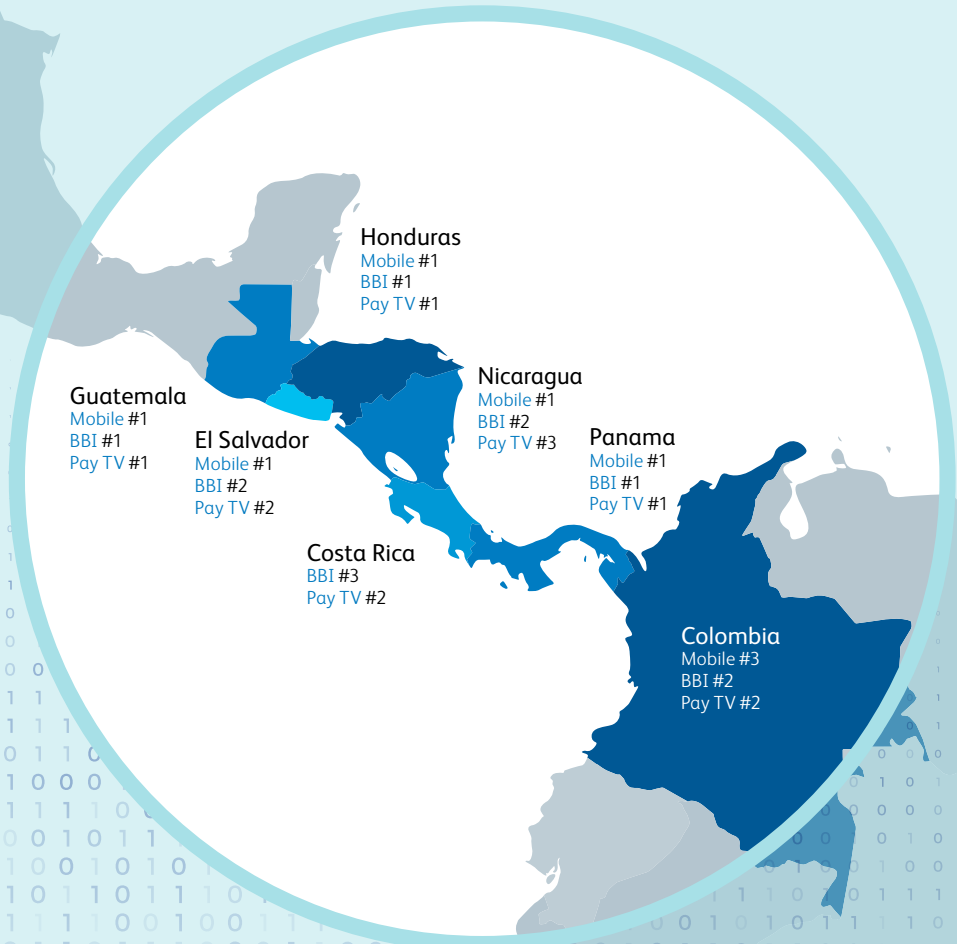 Honduras
Mobile #1
BBI #1
Pay TV #1
Guatemala
Mobile #1
BBI #1
Pay TV #1
El Salvador
Mobile #1
BBI #2
Pay TV #2
Nicaragua
Mobile #1
BBI #2
Pay TV #3
Panama
Mobile #1
BBI #1
Pay TV #1
Costa Rica
BBI #3
Pay TV #2
Colombia
Mobile #3
BBI #2
Pay TV #2